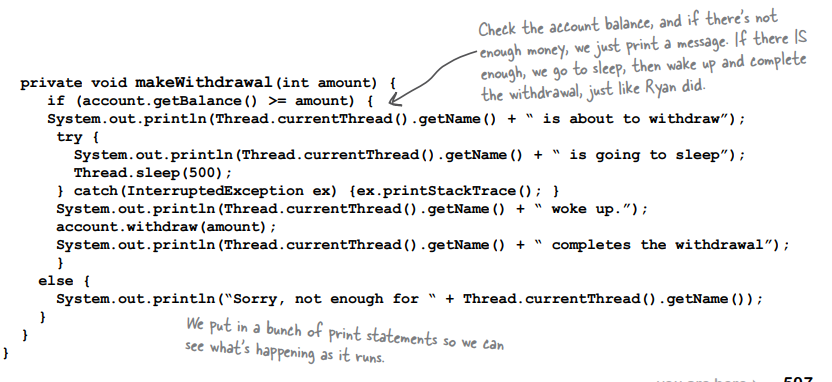 Check the account balance, and if there's not
enough money, we just print a message. If there IS
enough, we go to sleep, then wake up and complete
the withdrawal, just like Ryan did.
private void makeWithdrawal(int amount) {
if (account.getBalance() >= amount) {
System.out.println(Thread.currentThread().getName() + “ is about to withdraw”);
try {
System.out.println(Thread.currentThread().getName() + “ is going to sleep”);
Thread.sleep(500);
} catch(InterruptedException ex) {ex.printStackTrace(); }
System.out.println(Thread.currentThread().getName() + “ woke up.”);
account.withdraw(amount);
System.out.println(Thread.currentThread().getName() + “ completes the withdrawal”);
}
else {
System.out.println(“Sorry, not enough for “ + Thread.currentThread().getName());
}
}
}
We put in a bunch of print statements so we can
see what's happening as it runs.